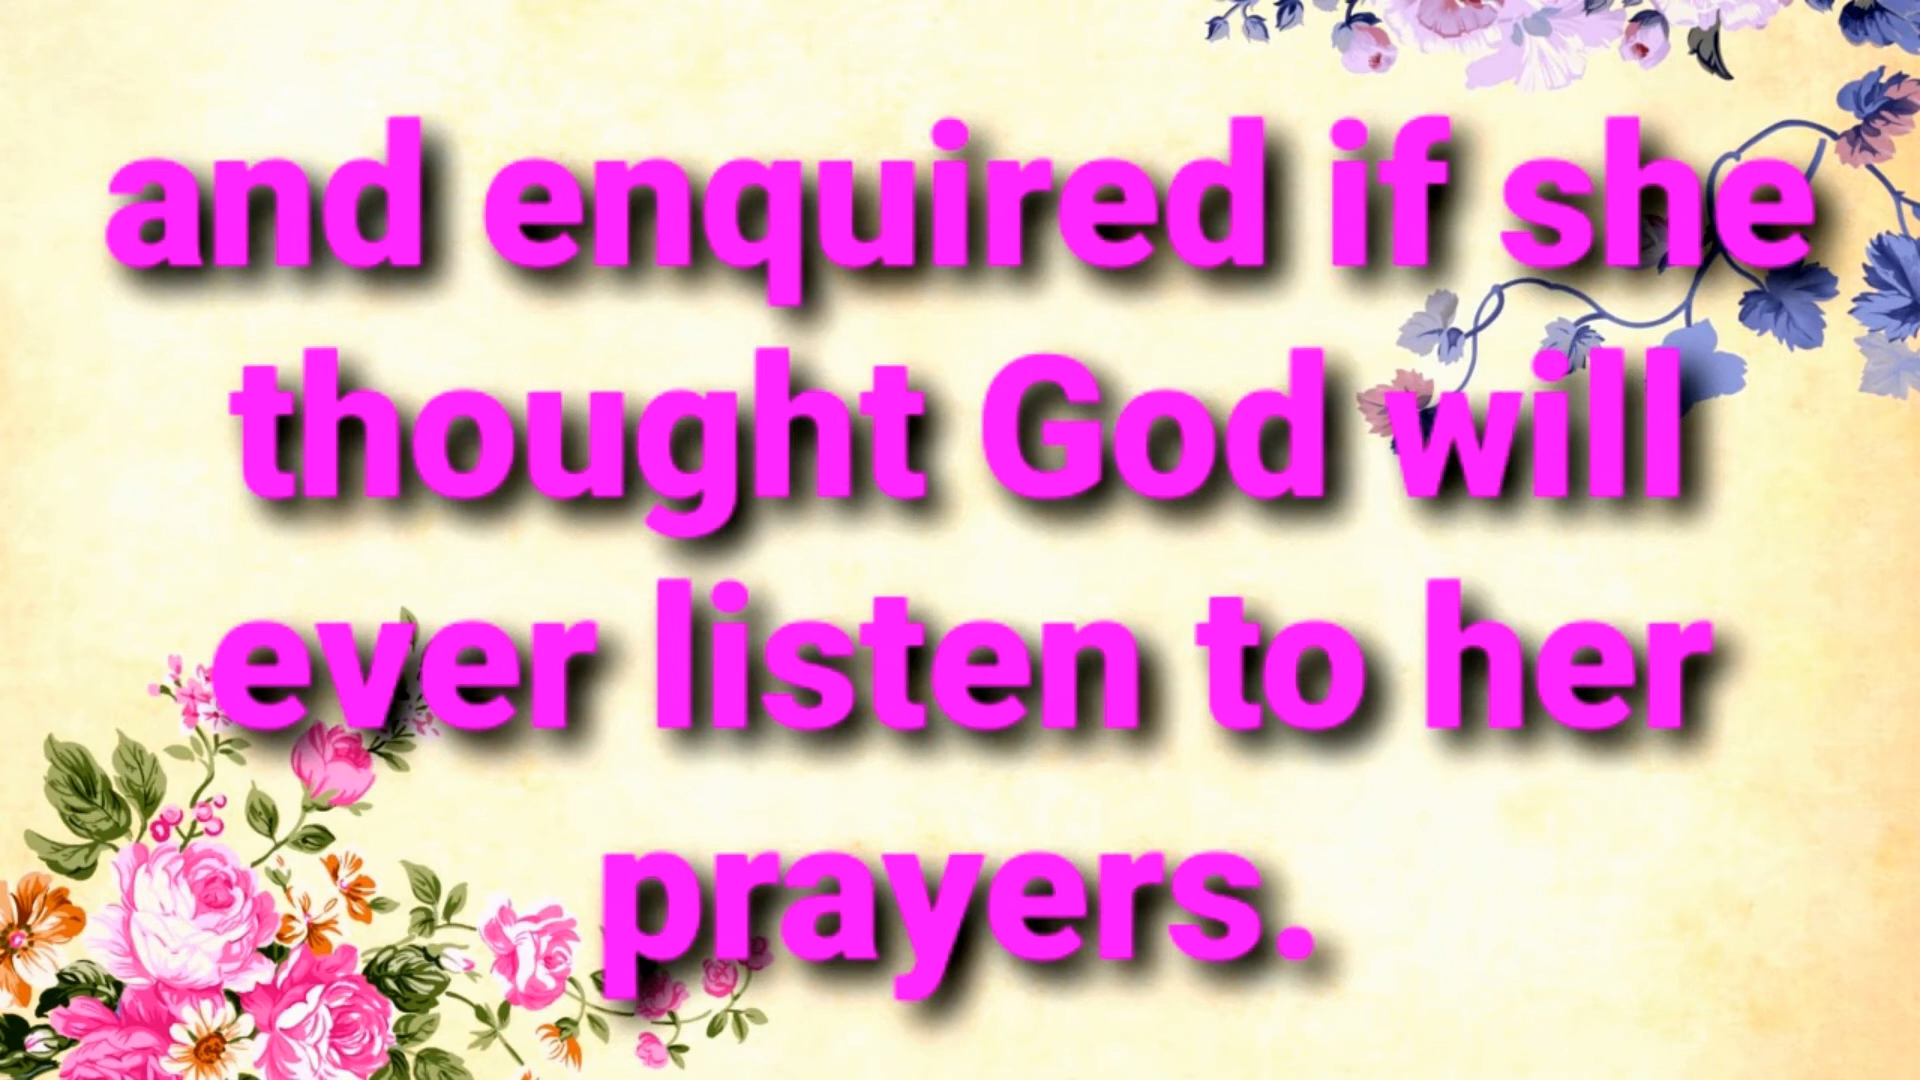 and enquired if she
thought God will
ever listen to her
prayers.